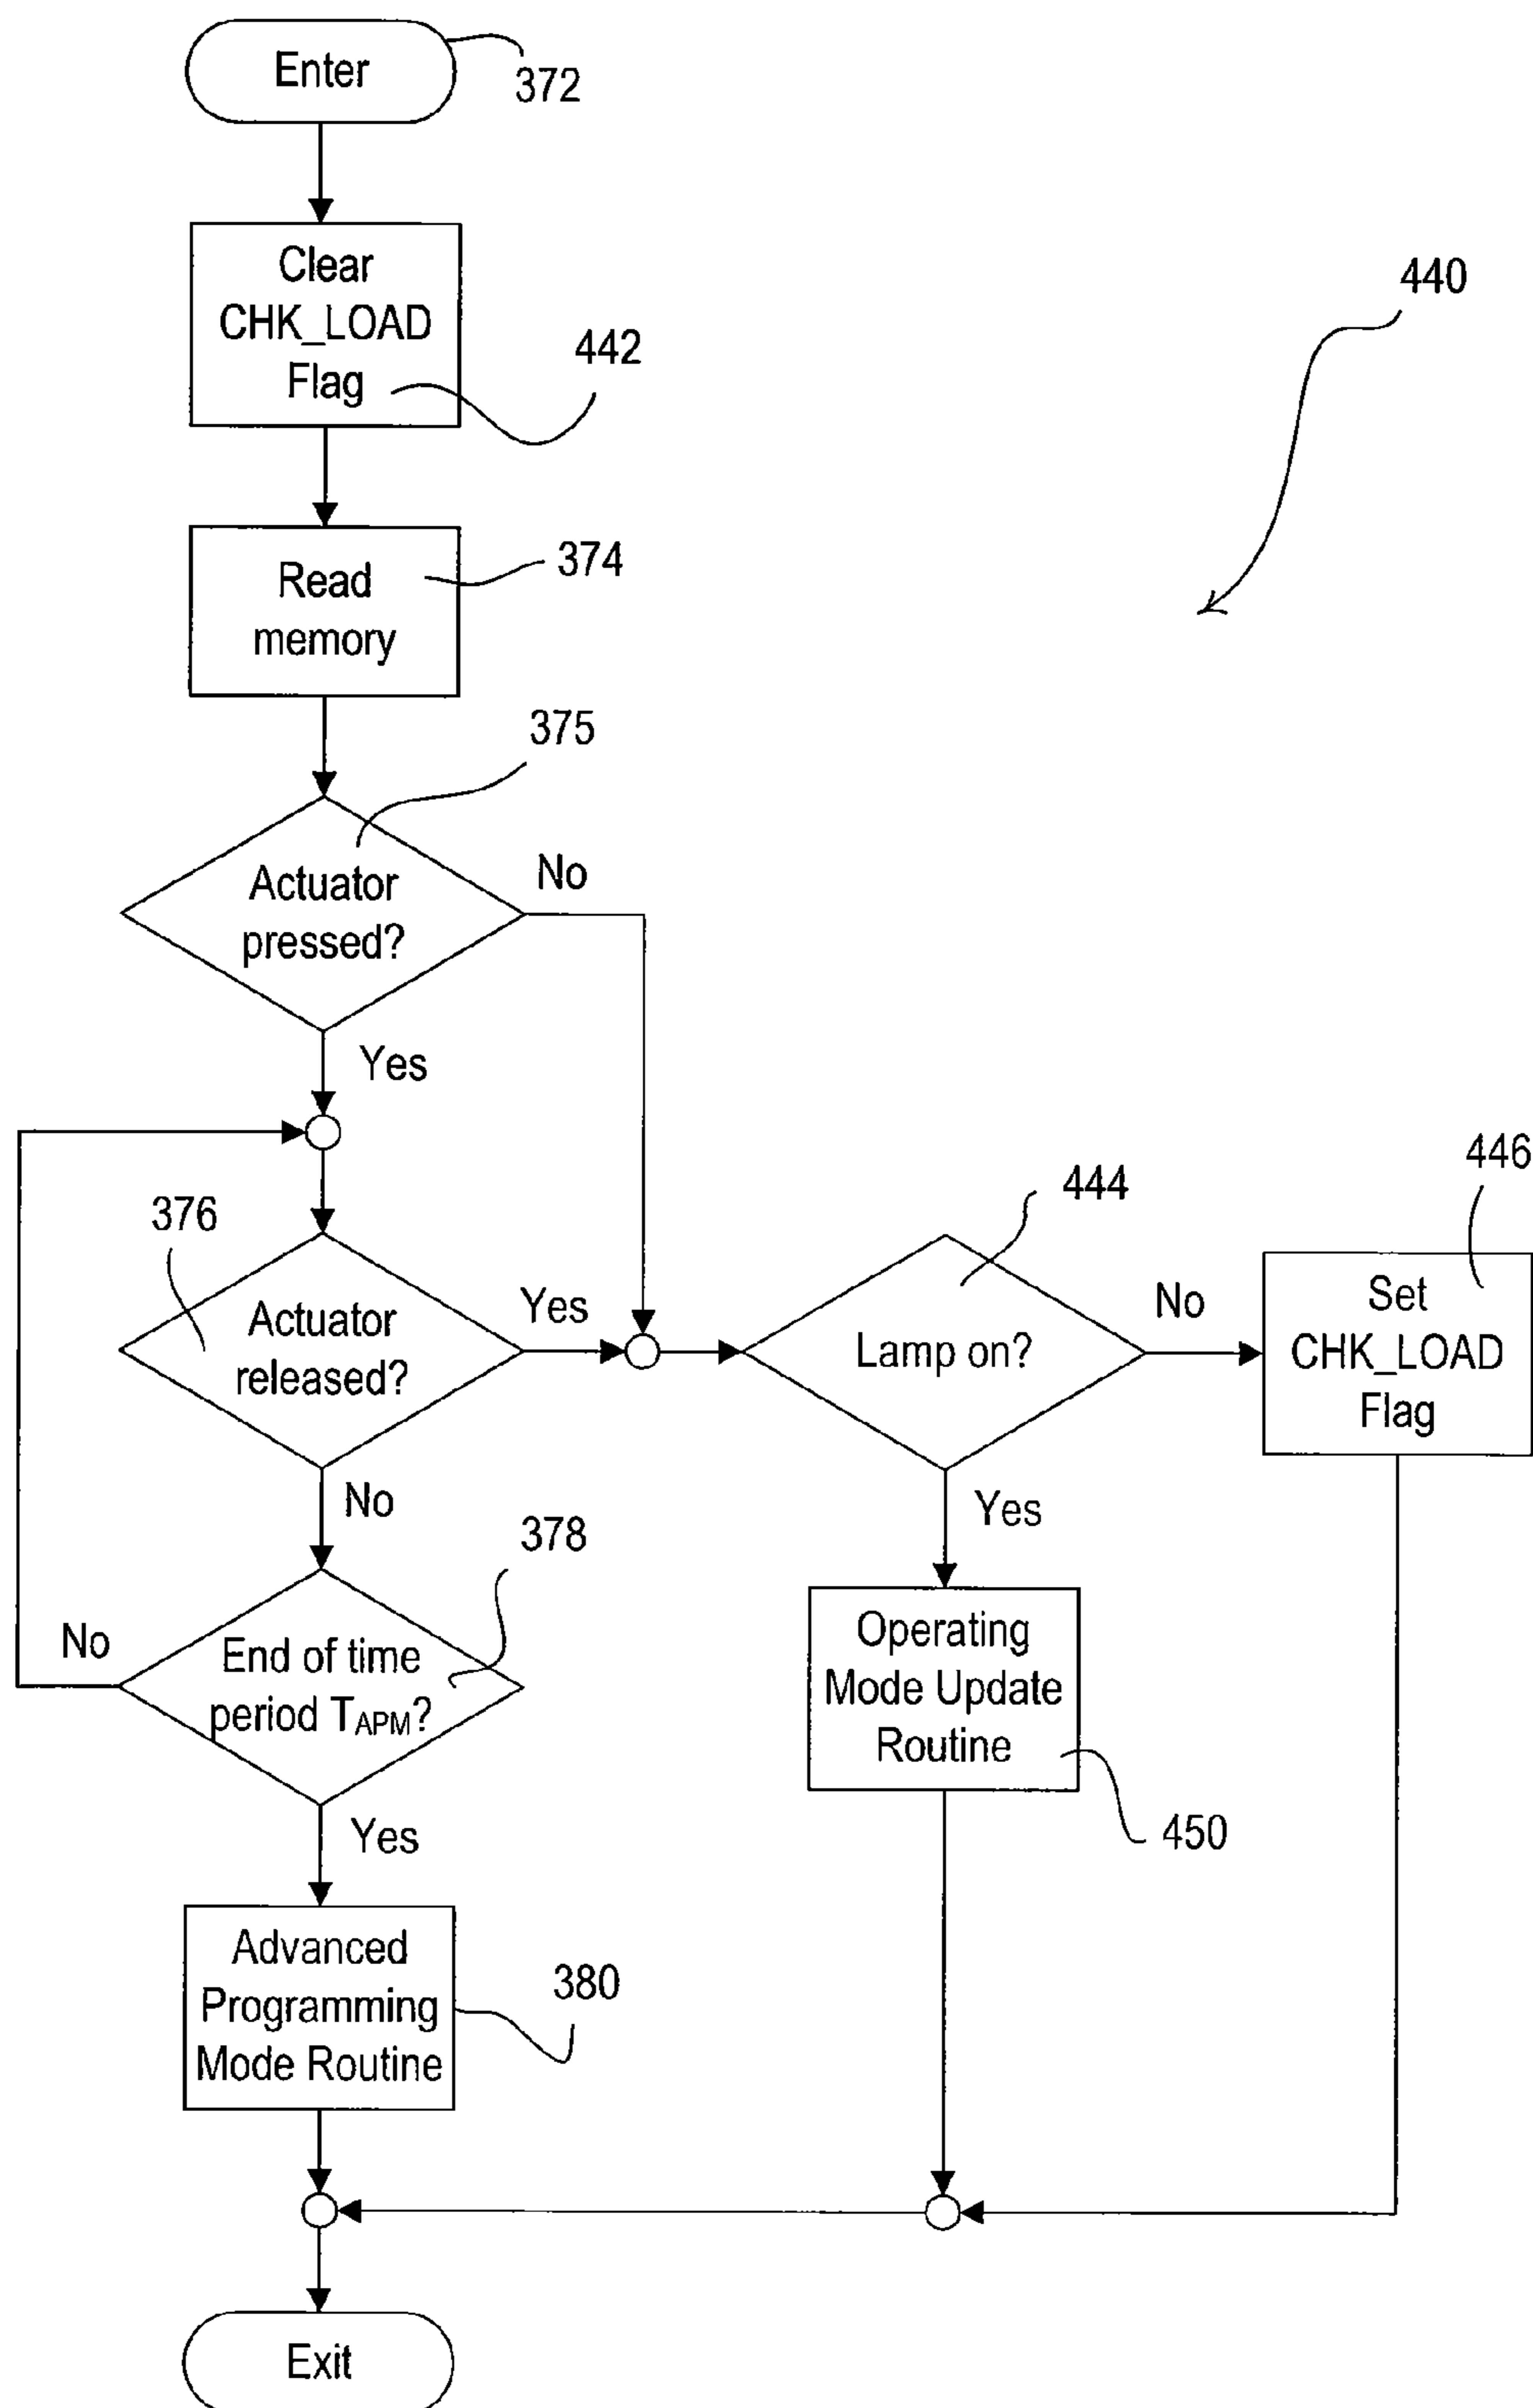 Enter
372
440
Clear
CHK_LOAD
Flag
442
Read
memory
374
375
Actuator
pressed?
No
Yes
376
Actuator
released?
Yes
444
Lamp on?
No
446
Set
CHK_LOAD
Flag
No
Yes
378
No
End of time
period TAPM?
Operating
Mode Update
Routine
450
Yes
Advanced
Programming
Mode Routine
380
Exit